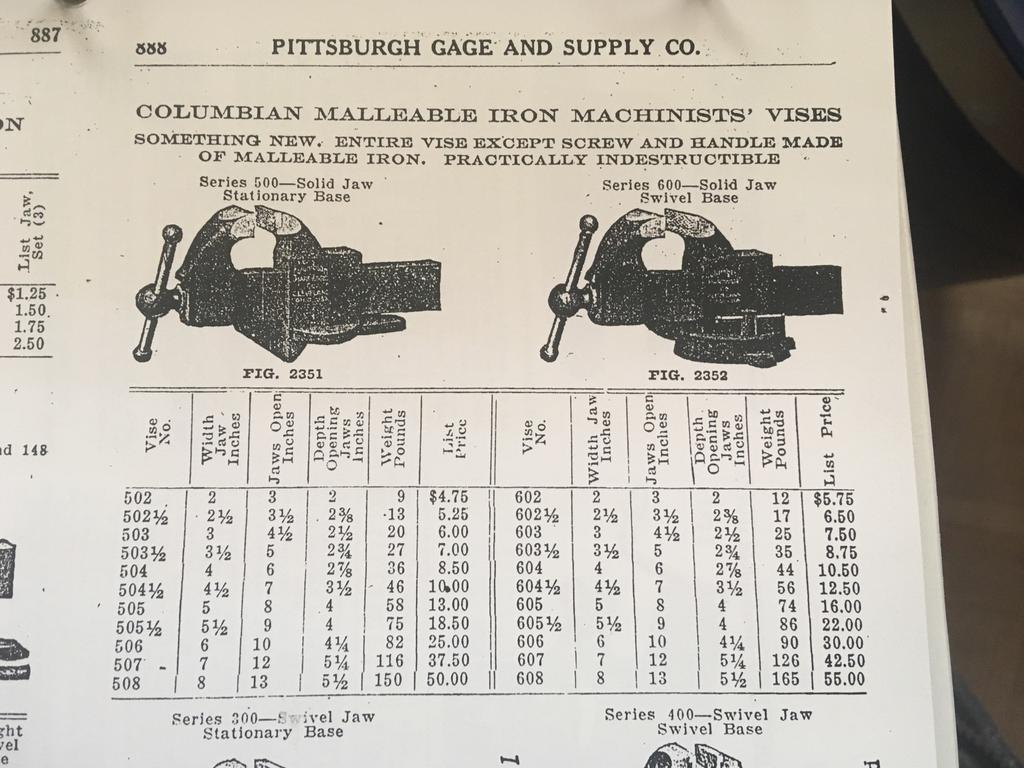 887
ON
List Jaw,
Set (3)
$1.25
1.50
1.75
2.50
nd 148
ght
vel
e
888
PITTSBURGH GAGE AND SUPPLY CO.
COLUMBIAN MALLEABLE IRON MACHINISTS' VISES
SOMETHING NEW. ENTIRE VISE EXCEPT SCREW AND HANDLE MADE
OF MALLEABLE IRON. PRACTICALLY INDESTRUCTIBLE
Series 500—Solid Jaw
Stationary Base
Series 600—Solid Jaw
Swivel Base
FIG. 2351
FIG. 2352
Vise No. Width Jaw Inches Jaws Open Inches Depth Opening Jaws Inches Weight Pounds List Price Vise No. Width Jaw Inches Jaws Open Inches Depth Opening Jaws Inches Weight Pounds List Price
502 2 3 2 9 $4.75 602 2 3 2 12 $5.75
502½ 2½ 3½ 2⅜ 13 5.25 602½ 2½ 3½ 2⅜ 17 6.50
503 3 4½ 2½ 20 6.00 603 3 4½ 2½ 25 7.50
503½ 3½ 5 2¾ 27 7.00 603½ 3½ 5 2¾ 35 8.75
504 4 6 2⅞ 36 8.50 604 4 6 2⅞ 44 10.50
504½ 4½ 7 3½ 46 10.00 604½ 4½ 7 3½ 56 12.50
505 5 8 4 58 13.00 605 5 8 4 74 16.00
505½ 5½ 9 4 75 18.50 605½ 5½ 9 4 86 22.00
506 6 10 4¼ 82 25.00 606 6 10 4¼ 90 30.00
507 7 12 5¼ 116 37.50 607 7 12 5¼ 126 42.50
508 8 13 5½ 150 50.00 608 8 13 5½ 165 55.00
Series 300—Swivel Jaw
Stationary Base
Series 400—Swivel Jaw
Swivel Base